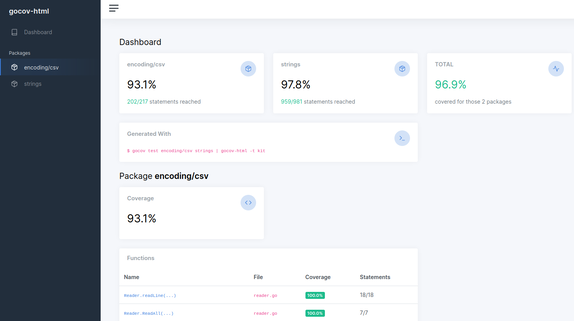 gocov-html
Dashboard
Packages
encoding/csv
strings
Dashboard
encoding/csv
93.1%
202/217 statements reached
strings
97.8%
959/981 statements reached
TOTAL
96.9%
covered for those 2 packages
Generated With
$ gocov test encoding/csv strings | gocov-html -t kit
Package encoding/csv
Coverage
93.1%
Functions
Name File Coverage Statements
Reader.readLine(...) reader.go 100.0% 18/18
Reader.ReadAll(...) reader.go 100.0% 7/7